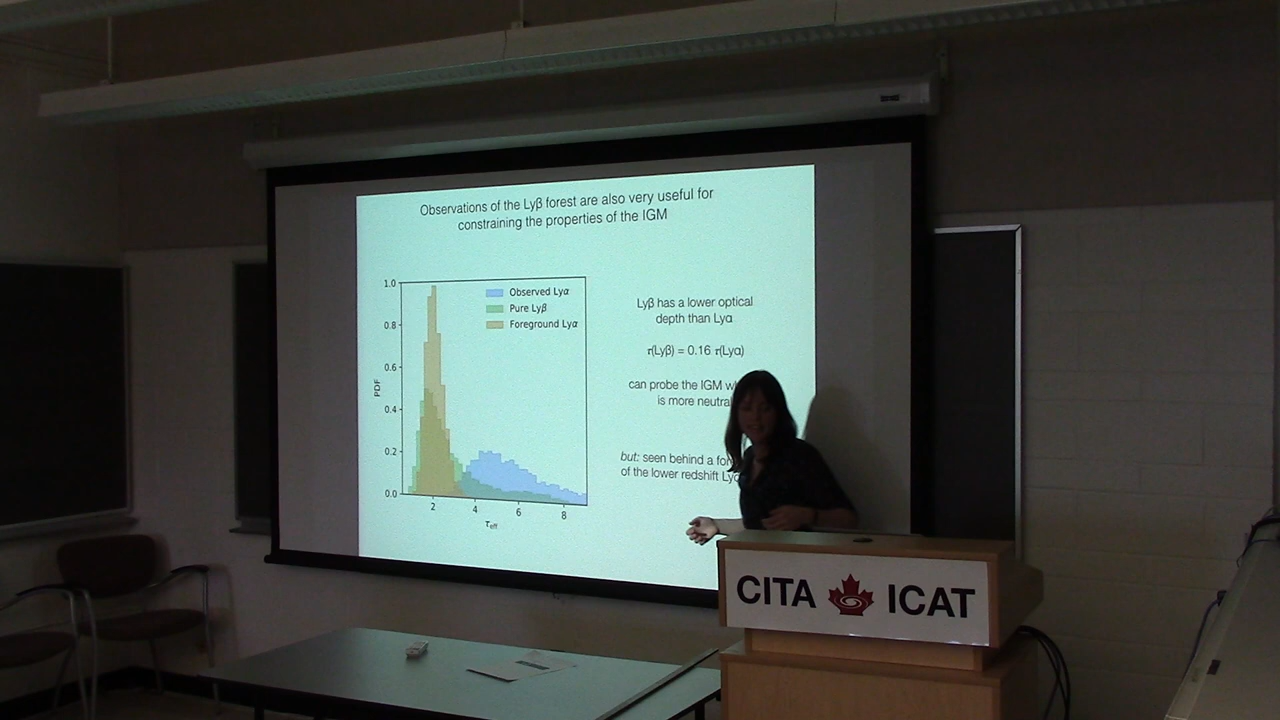 Observations of the Lyβ forest are also very useful for
constraining the properties of the IGM
1.0
0.8
0.6
0.4
0.2
0.0
PDF
2 4 6 8
τeff
Observed Lyα
Pure Lyβ
Foreground Lyα
Lyβ has a lower optical
depth than Lyα
τ(Lyβ) = 0.16 τ(Lyα)
can probe the IGM
is more neutral
but: seen behind a
of the lower redshift
CITA ICAT